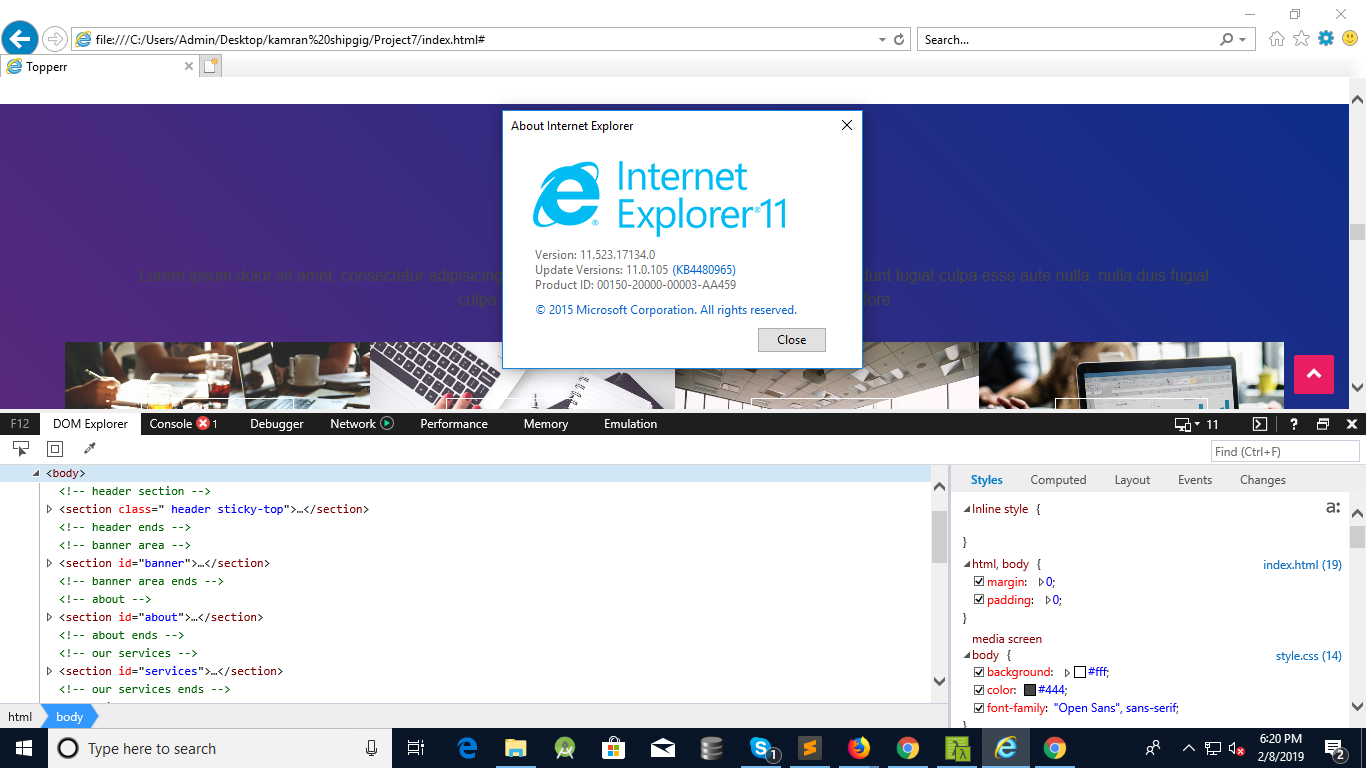 file:///C:/Users/Admin/Desktop/kamran%20shipgig/Project7/index.html#
Search...
Topperr
About Internet Explorer
Internet
Explorer®11
Version: 11.523.17134.0
Update Versions: 11.0.105 (KB4480965)
Product ID: 00150-20000-00003-AA459
© 2015 Microsoft Corporation. All rights reserved.
Close
Lorem ipsum dolor sit amet, consectetur adipisicing fugiat culpa esse aute nulla. nulla duis fugiat
culpa
F12 DOM Explorer Console 1 Debugger Network Performance Memory Emulation 11 ?
Find (Ctrl+F)
<body>
<!-- header section -->
<section class=" header sticky-top">…</section>
<!-- header ends -->
<!-- banner area -->
<section id="banner">…</section>
<!-- banner area ends -->
<!-- about -->
<section id="about">…</section>
<!-- about ends -->
<!-- our services -->
<section id="services">…</section>
<!-- our services ends -->
html body
Styles Computed Layout Events Changes
Inline style {
a:
}
html, body { index.html (19)
margin: 0;
padding: 0;
}
media screen
body { style.css (14)
background: #fff;
color: #444;
font-family: "Open Sans", sans-serif;
}
Type here to search
1
6:20 PM
2/8/2019
2